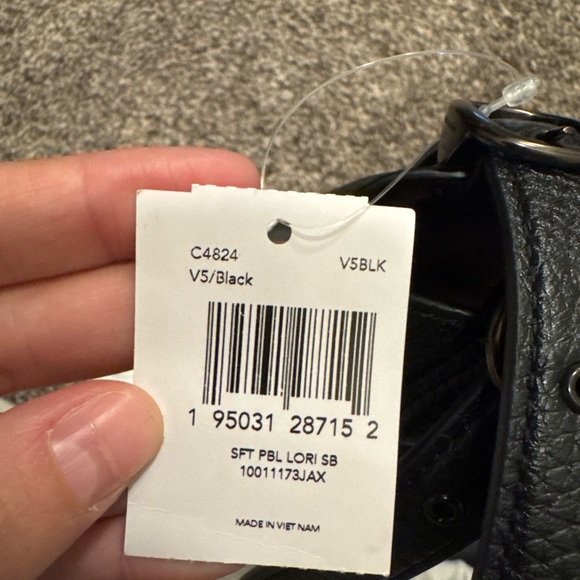 C4824 V5BLK
V5/Black
1 95031 28715 2
SFT PBL LORI SB
10011173JAX
MADE IN VIET NAM